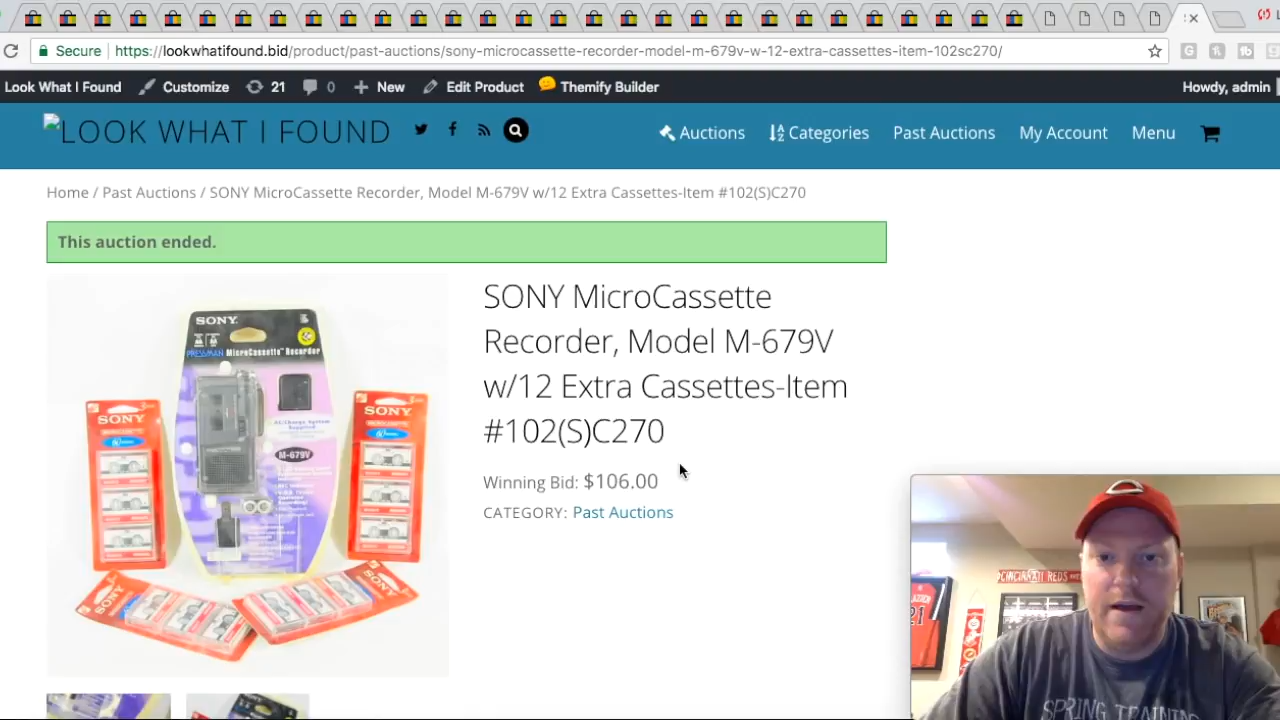 Secure
https://lookwhatifound.bid/product/past-auctions/sony-microcassette-recorder-model-m-679v-w-12-extra-cassettes-item-102sc270/
Look What I Found
Customize
21
0
New
Edit Product
Themify Builder
Howdy, admin
LOOK WHAT I FOUND
Auctions
Categories
Past Auctions
My Account
Menu
Home / Past Auctions / SONY MicroCassette Recorder, Model M-679V w/12 Extra Cassettes-Item #102(S)C270
This auction ended.
SONY MicroCassette
Recorder, Model M-679V
w/12 Extra Cassettes-Item
#102(S)C270
Winning Bid: $106.00
CATEGORY: Past Auctions
SONY
PRESSMAN MicroCassette Recorder
M-679V
SONY
SONY
SONY
SONY
CINCINNATI REDS
21
SPRING TRAINING